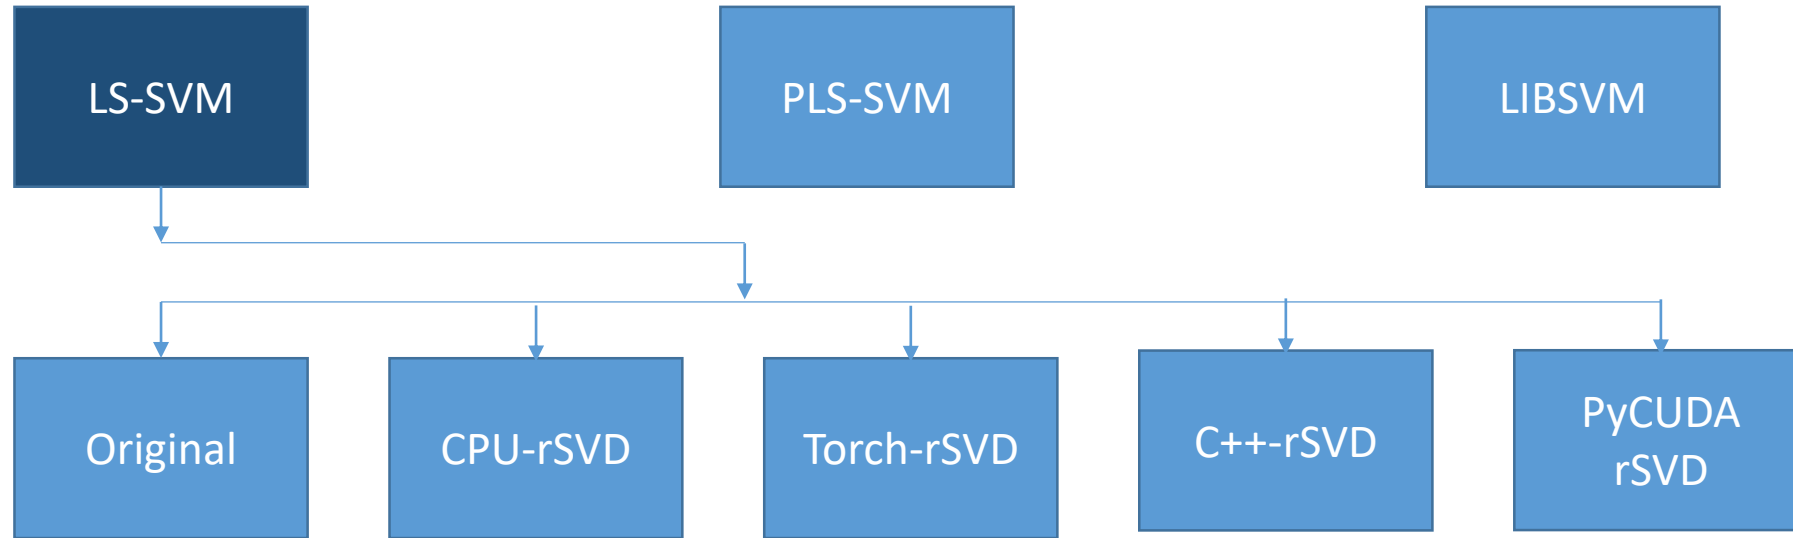 LS-SVM
PLS-SVM
LIBSVM
Original
CPU-rSVD
Torch-rSVD
C++-rSVD
PyCUDA
rSVD